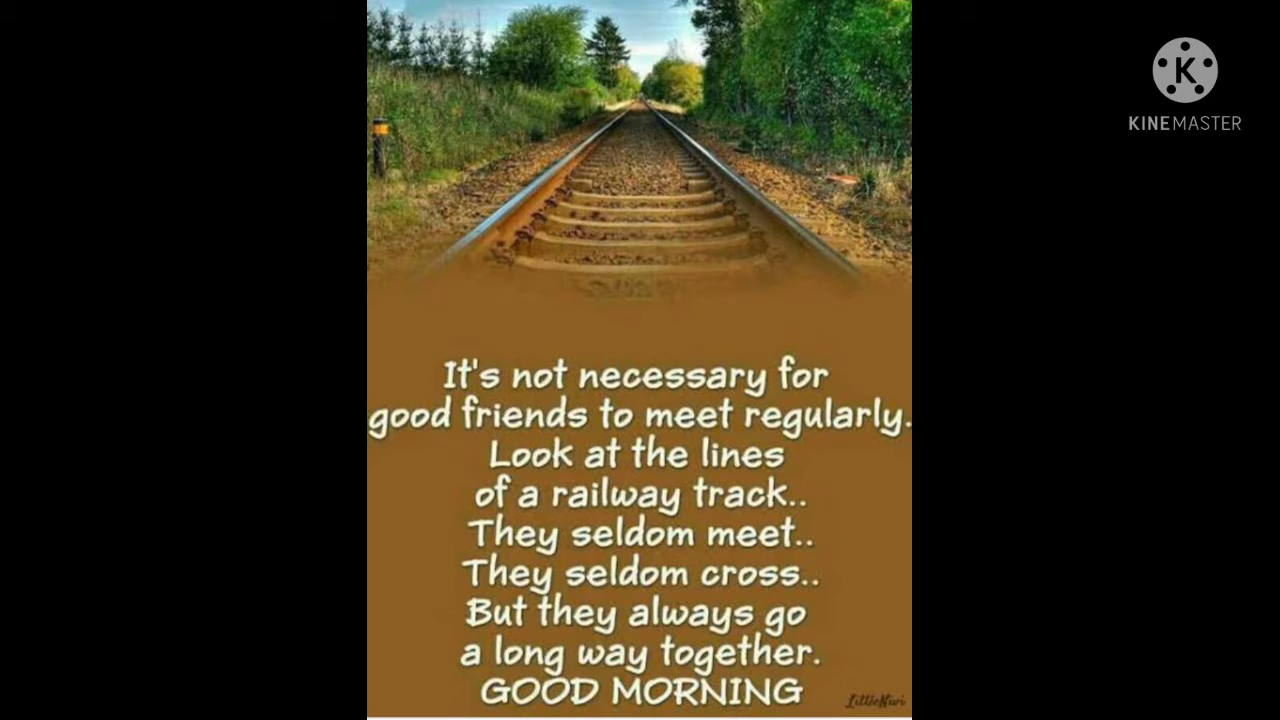 K
KINEMASTER
It's not necessary for
good friends to meet regularly.
Look at the lines
of a railway track..
They seldom meet..
They seldom cross..
But they always go
a long way together.
GOOD MORNING